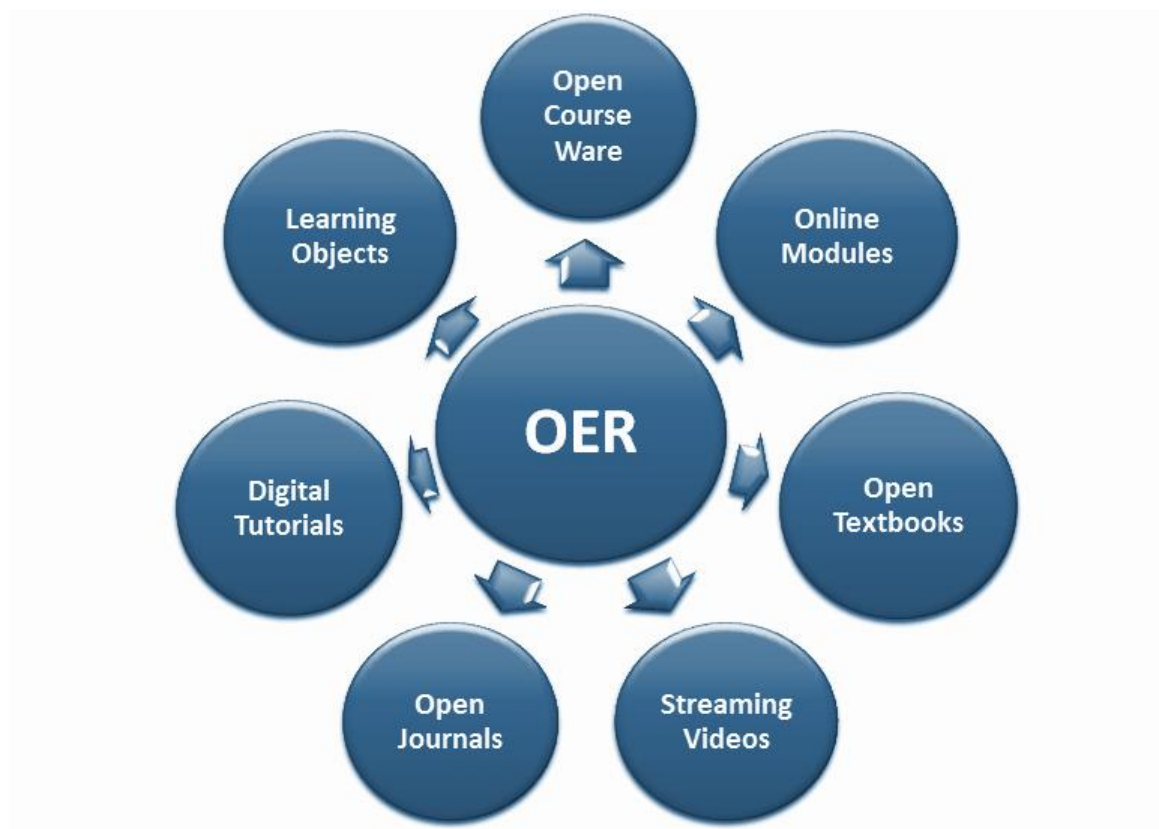 Open
Course
Ware
Online
Modules
Open
Textbooks
Streaming
Videos
Open
Journals
Digital
Tutorials
Learning
Objects
OER